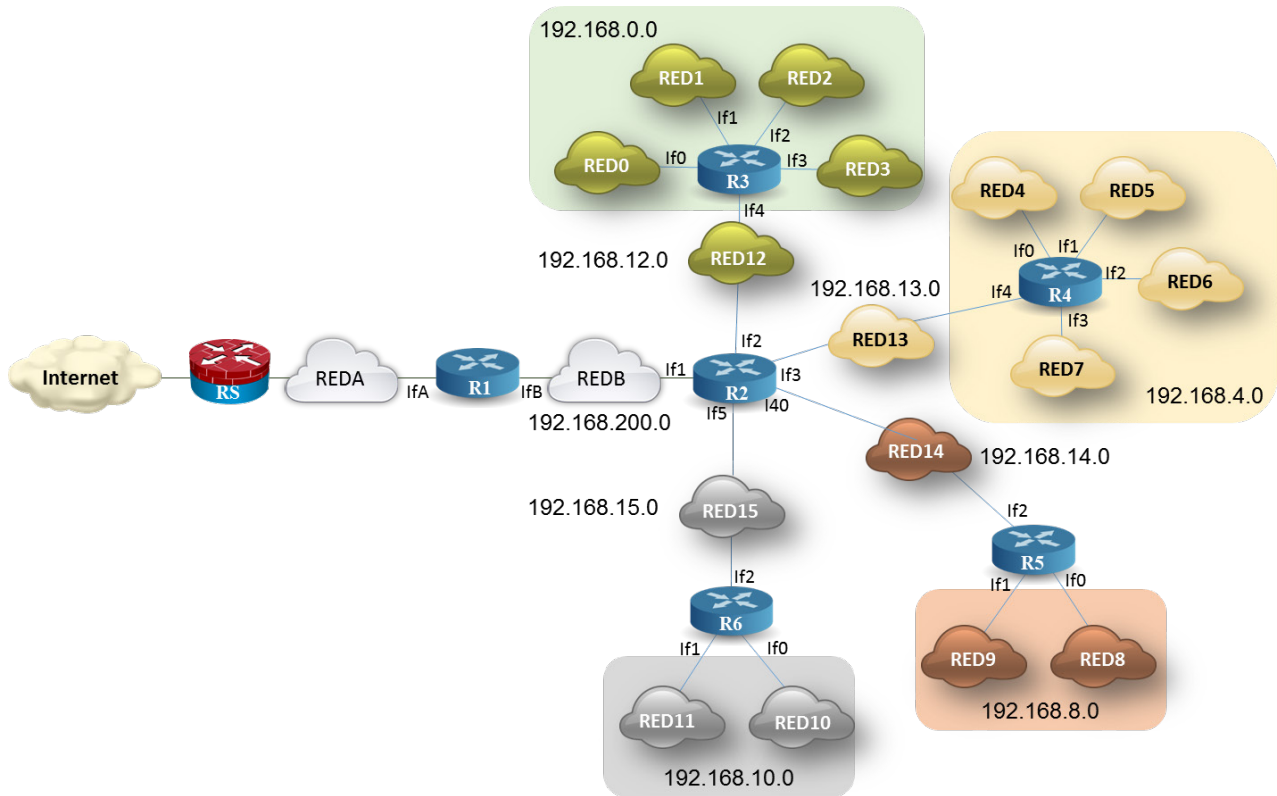 192.168.0.0
RED1
RED2
If1
If2
RED0
If0
If3
RED3
R3
If4
RED12
192.168.12.0
RED4
RED5
If0
If1
If2
RED6
R4
If4
If3
RED7
192.168.4.0
192.168.13.0
RED13
Internet
RS
REDA
IfA
R1
IfB
REDB
192.168.200.0
If1
R2
If2
If3
If5
I40
RED14
192.168.14.0
192.168.15.0
RED15
If2
R5
If1
If0
RED9
RED8
192.168.8.0
If2
R6
If1
If0
RED11
RED10
192.168.10.0